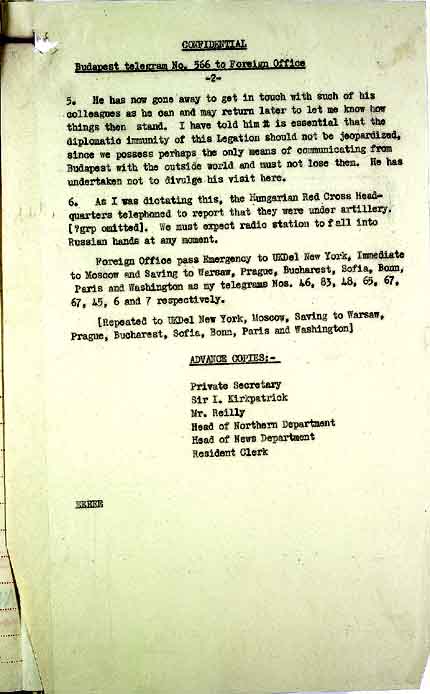 CONFIDENTIAL
Budapest telegram No. 566 to Foreign Office
-2-
5. He has now gone away to get in touch with such of his
colleagues as he can and may return later to let me know how
things then stand. I have told him it is essential that the
diplomatic immunity of this Legation should not be jeopardized,
since we possess perhaps the only means of communicating from
Budapest with the outside world and must not lose them. He has
undertaken not to divulge his visit here.
6. As I was dictating this, the Hungarian Red Cross Head-
quarters telephoned to report that they were under artillery.
[?grp omitted]. We must expect radio station to fall into
Russian hands at any moment.
Foreign Office pass Emergency to UKDel New York, Immediate
to Moscow and Saving to Warsaw, Prague, Bucharest, Sofia, Bonn,
Paris and Washington as my telegrams Nos. 46, 83, 48, 65, 67,
67, 45, 6 and 7 respectively.
[Repeated to UKDel New York, Moscow, Saving to Warsaw,
Prague, Bucharest, Sofia, Bonn, Paris and Washington]
ADVANCE COPIES:-
Private Secretary
Sir I. Kirkpatrick
Mr. Reilly
Head of Northern Department
Head of News Department
Resident Clerk
EEEEE